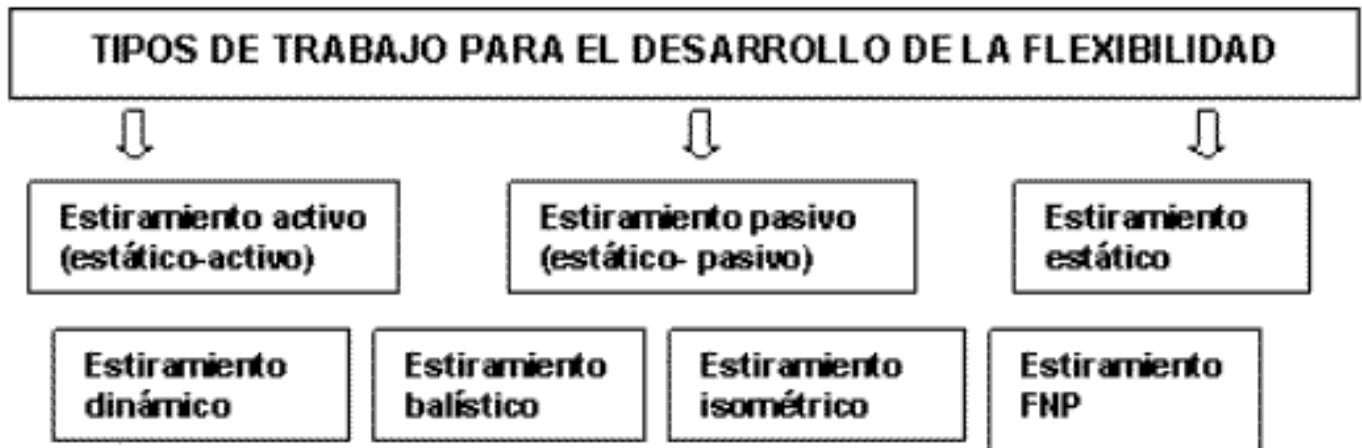 TIPOS DE TRABAJO PARA EL DESARROLLO DE LA FLEXIBILIDAD
Estiramiento activo
(estático-activo)
Estiramiento pasivo
(estático- pasivo)
Estiramiento
estático
Estiramiento
dinámico
Estiramiento
balístico
Estiramiento
isométrico
Estiramiento
FNP